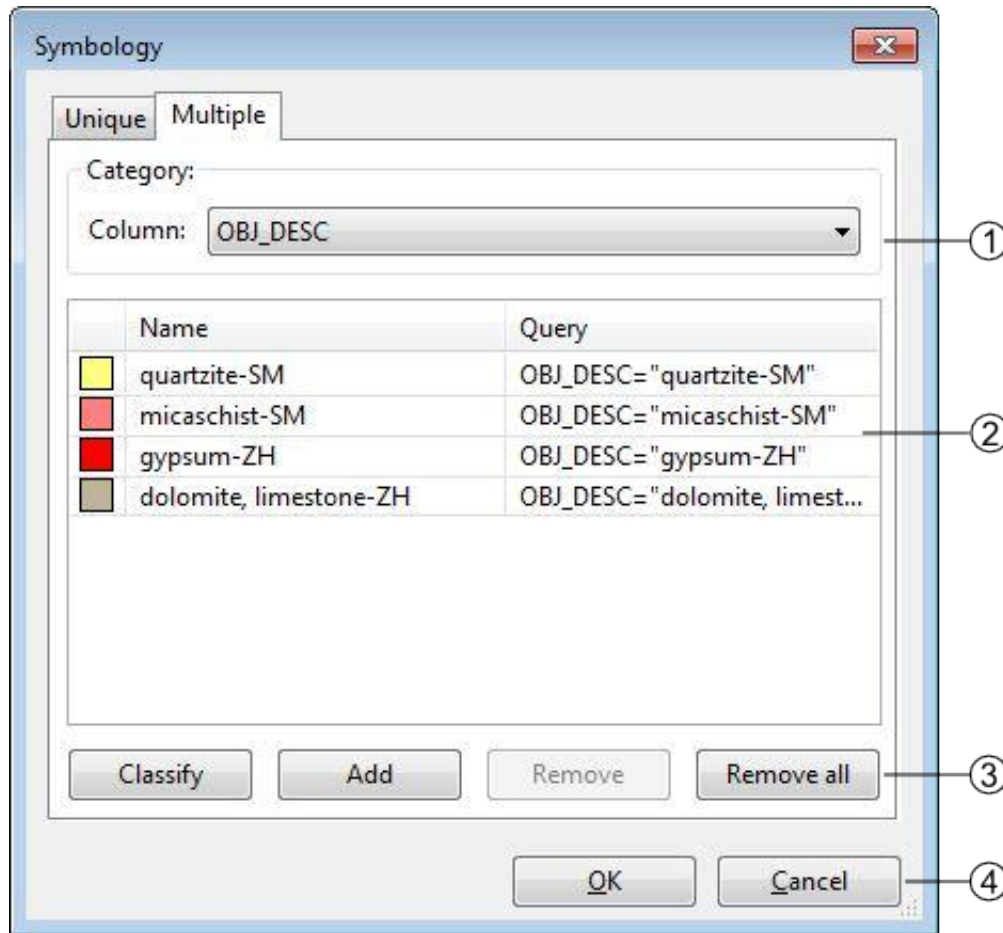 Symbology
Unique Multiple
Category:
Column: OBJ_DESC
1
Name Query
quartzite-SM OBJ_DESC="quartzite-SM"
micaschist-SM OBJ_DESC="micaschist-SM"
2
gypsum-ZH OBJ_DESC="gypsum-ZH"
dolomite, limestone-ZH OBJ_DESC="dolomite, limest...
Classify Add Remove Remove all
3
OK Cancel
4